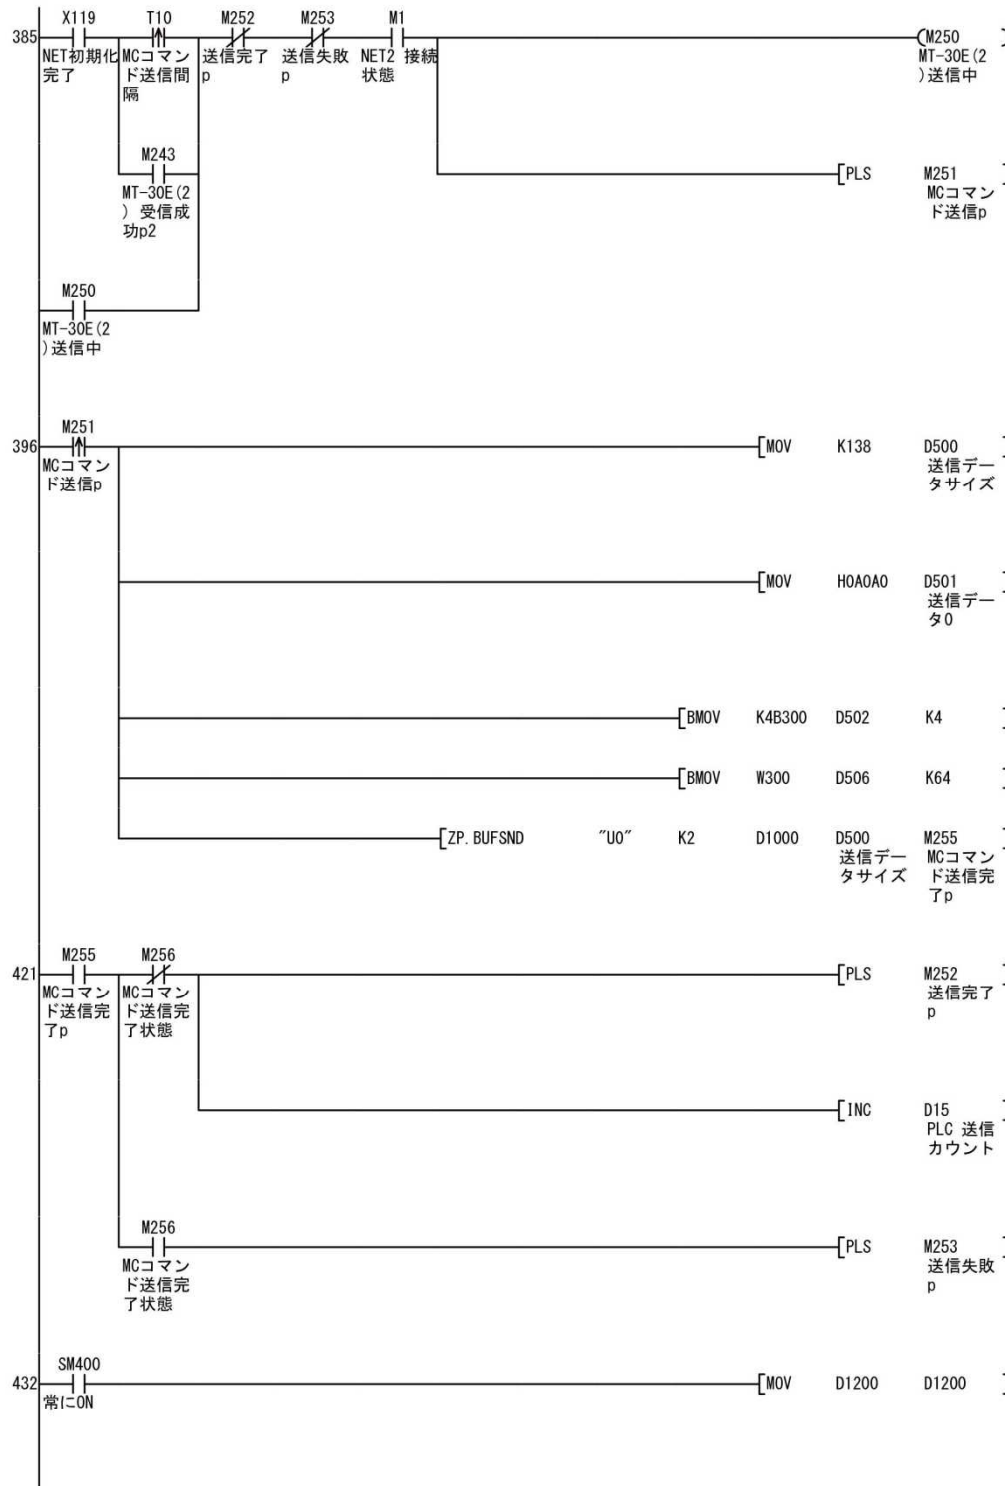 X119 T10 M252 M253 M1
385 (M250 )
NET初期化 MCコマン 送信完了 送信失敗 NET2 接続 MT-30E(2
完了 ド送信間 p p 状態 )送信中
隔
M243
[PLS M251 ]
MT-30E(2 MCコマン
) 受信成 ド送信p
功p2
M250
MT-30E(2
)送信中
M251
396 [MOV K138 D500 ]
MCコマン 送信デー
ド送信p タサイズ
[MOV H0A0A0 D501 ]
送信デー
タ0
[BMOV K4B300 D502 K4 ]
[BMOV W300 D506 K64 ]
[ZP.BUFSND "U0" K2 D1000 D500 M255 ]
送信デー MCコマン
タサイズ ド送信完
了p
M255 M256
421 [PLS M252 ]
MCコマン MCコマン 送信完了
ド送信完 ド送信完 p
了p 了状態
[INC D15 ]
PLC 送信
カウント
M256
[PLS M253 ]
MCコマン 送信失敗
ド送信完 p
了状態
SM400
432 [MOV D1200 D1200 ]
常にON